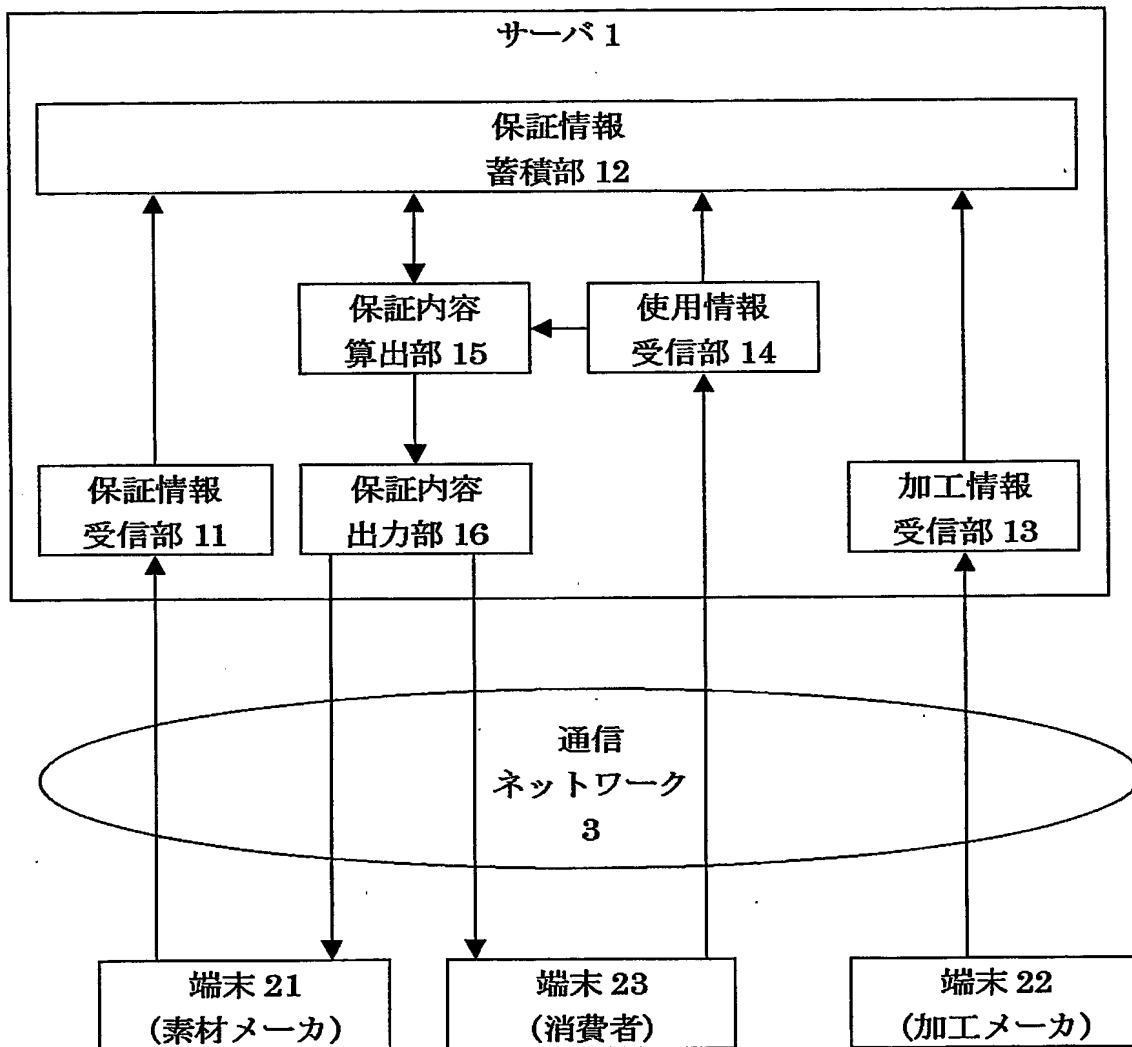 サーバ 1
保証情報
蓄積部 12
保証内容
算出部 15
使用情報
受信部 14
保証情報
受信部 11
保証内容
出力部 16
加工情報
受信部 13
通信
ネットワーク
3
端末 21
(素材メーカ)
端末 23
(消費者)
端末 22
(加工メーカ)